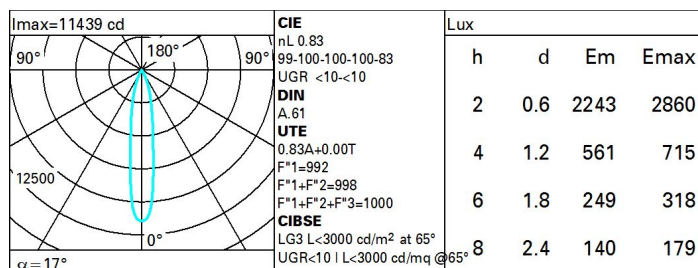 Imax=11439 cd
90°
180°
90°
12500
0°
α=17°
CIE
nL 0.83
99-100-100-100-83
UGR <10-<10
DIN
A.61
UTE
0.83A+0.00T
F"1=992
F"1+F"2=998
F"1+F"2+F"3=1000
CIBSE
LG3 L<3000 cd/m² at 65°
UGR<10 | L<3000 cd/mq @65°
Lux
h d Em Emax
2 0.6 2243 2860
4 1.2 561 715
6 1.8 249 318
8 2.4 140 179